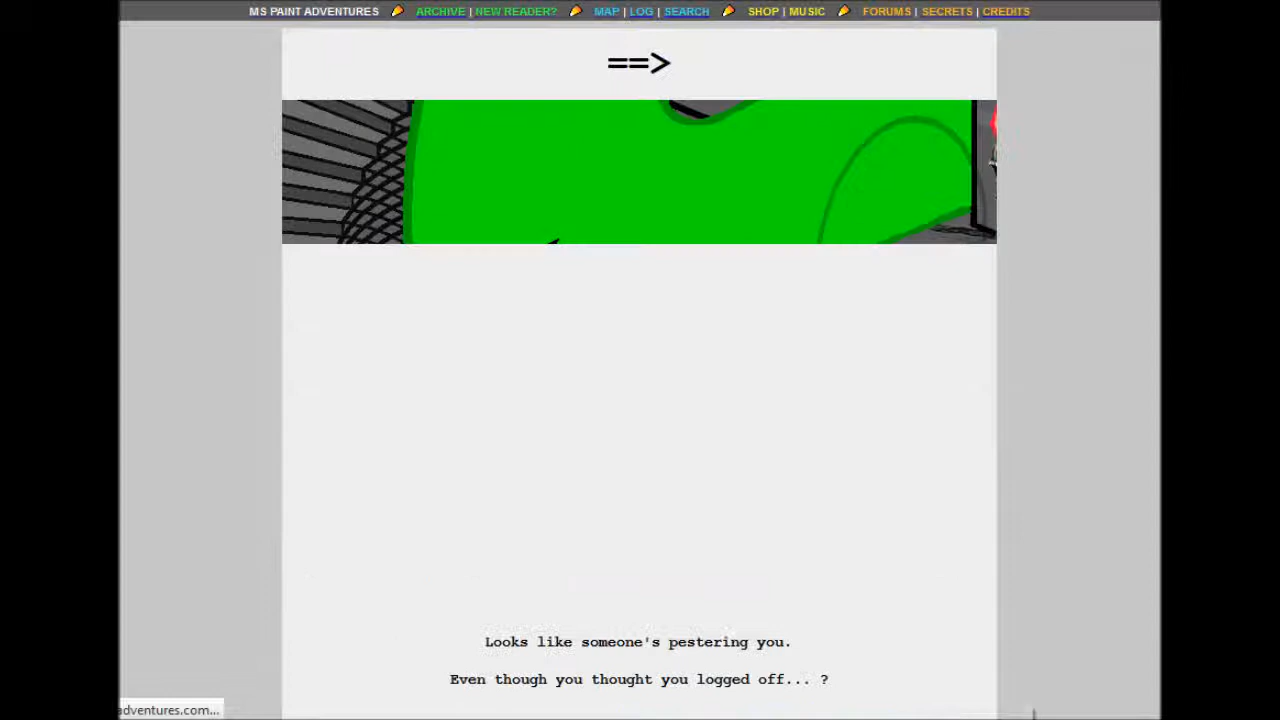 MS PAINT ADVENTURES ARCHIVE | NEW READER? MAP | LOG | SEARCH SHOP | MUSIC FORUMS | SECRETS | CREDITS
==>
Looks like someone's pestering you.
Even though you thought you logged off... ?
adventures.com...